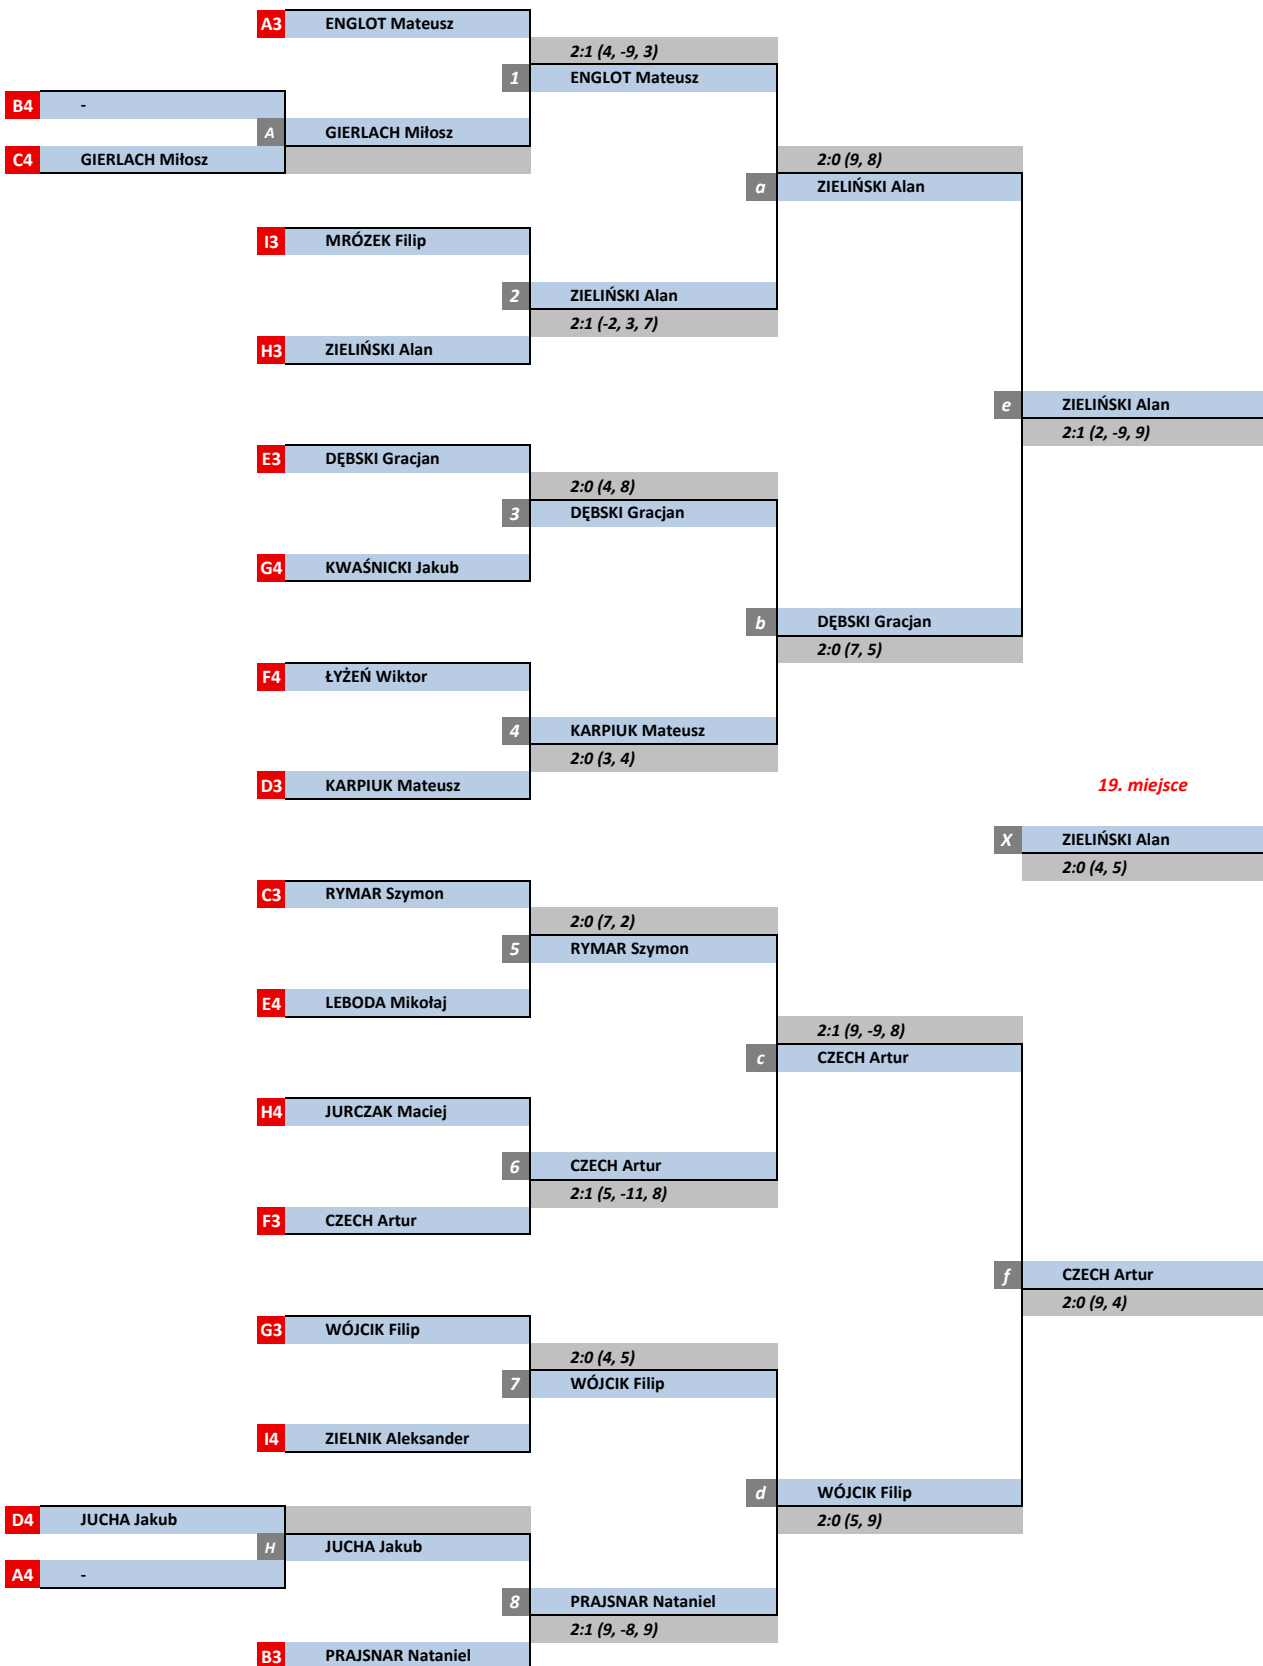 A3 ENGLOT Mateusz
2:1 (4, -9, 3)
1 ENGLOT Mateusz
B4 -
A GIERLACH Miłosz
C4 GIERLACH Miłosz
2:0 (9, 8)
a ZIELIŃSKI Alan
I3 MRÓZEK Filip
2 ZIELIŃSKI Alan
2:1 (-2, 3, 7)
H3 ZIELIŃSKI Alan
e ZIELIŃSKI Alan
2:1 (2, -9, 9)
E3 DĘBSKI Gracjan
2:0 (4, 8)
3 DĘBSKI Gracjan
G4 KWAŚNICKI Jakub
b DĘBSKI Gracjan
2:0 (7, 5)
F4 ŁYŻEŃ Wiktor
4 KARPIUK Mateusz
2:0 (3, 4)
D3 KARPIUK Mateusz
19. miejsce
X ZIELIŃSKI Alan
2:0 (4, 5)
C3 RYMAR Szymon
2:0 (7, 2)
5 RYMAR Szymon
E4 LEBODA Mikołaj
2:1 (9, -9, 8)
c CZECH Artur
H4 JURCZAK Maciej
6 CZECH Artur
2:1 (5, -11, 8)
F3 CZECH Artur
f CZECH Artur
2:0 (9, 4)
G3 WÓJCIK Filip
2:0 (4, 5)
7 WÓJCIK Filip
I4 ZIELNIK Aleksander
d WÓJCIK Filip
2:0 (5, 9)
D4 JUCHA Jakub
H JUCHA Jakub
A4 -
8 PRAJSNAR Nataniel
2:1 (9, -8, 9)
B3 PRAJSNAR Nataniel